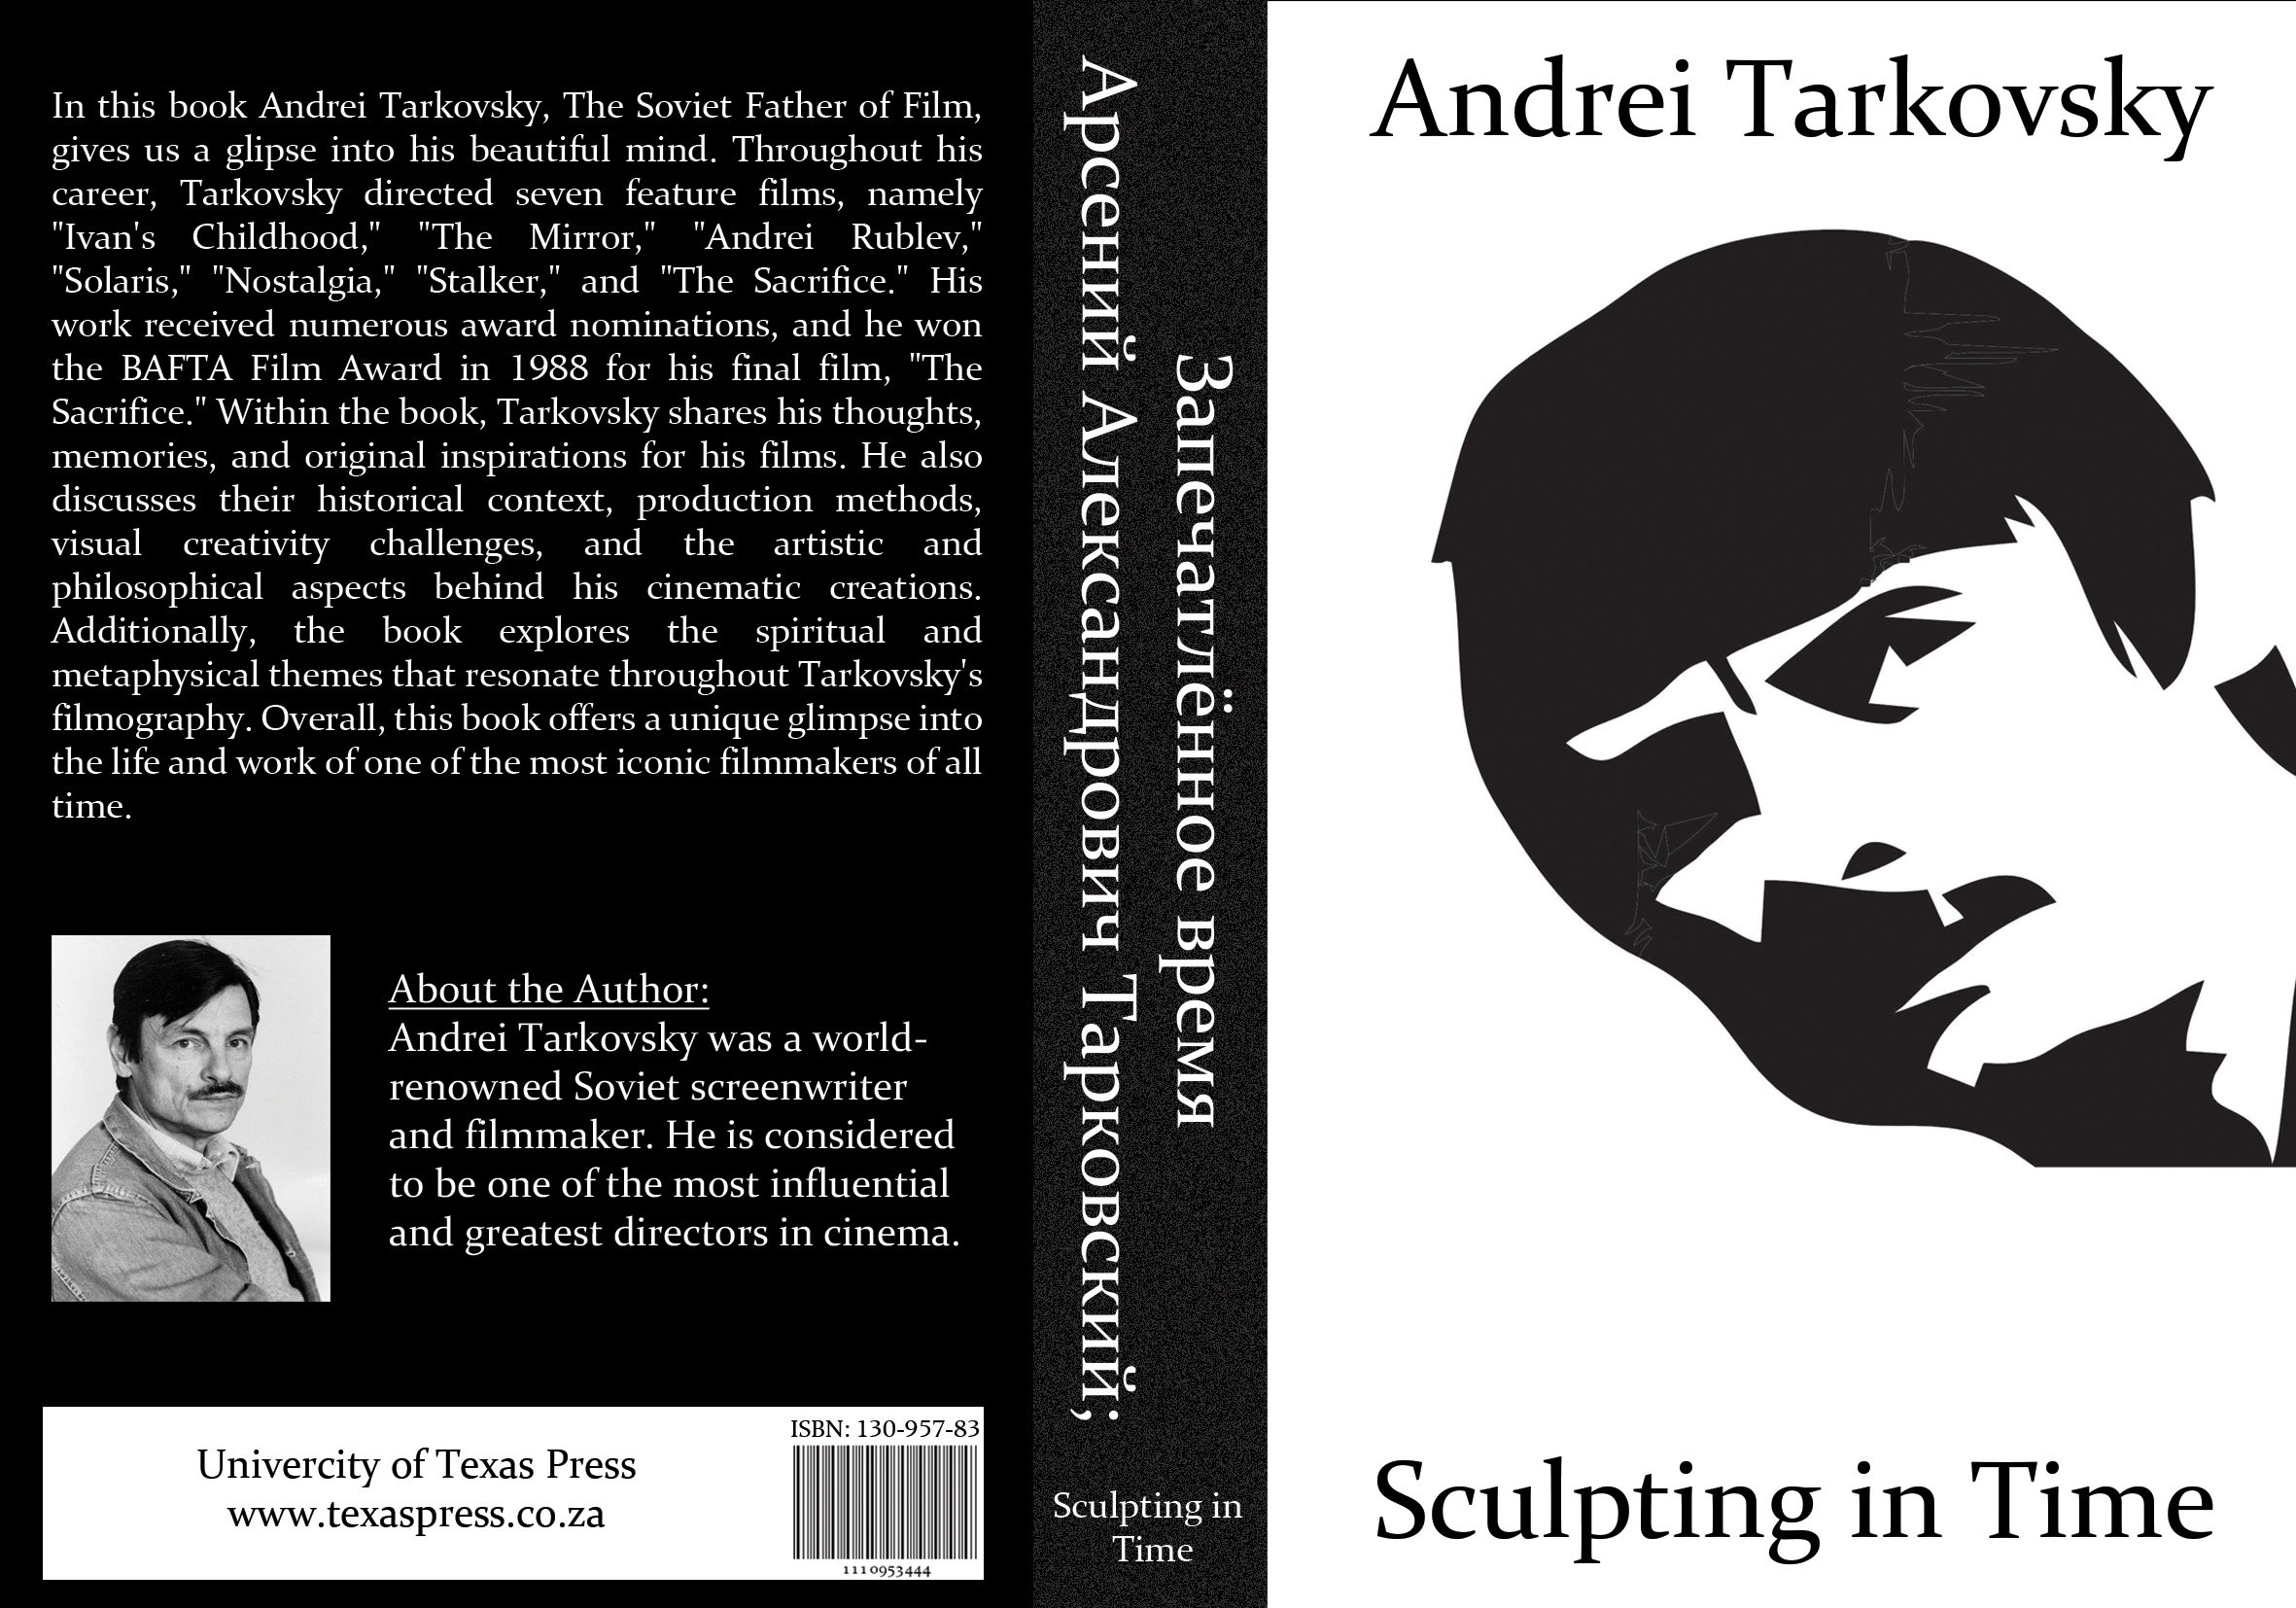 In this book Andrei Tarkovsky, The Soviet Father of Film,
gives us a glipse into his beautiful mind. Throughout his
career, Tarkovsky directed seven feature films, namely
"Ivan's Childhood," "The Mirror," "Andrei Rublev,"
"Solaris," "Nostalgia," "Stalker," and "The Sacrifice." His
work received numerous award nominations, and he won
the BAFTA Film Award in 1988 for his final film, "The
Sacrifice." Within the book, Tarkovsky shares his thoughts,
memories, and original inspirations for his films. He also
discusses their historical context, production methods,
visual creativity challenges, and the artistic and
philosophical aspects behind his cinematic creations.
Additionally, the book explores the spiritual and
metaphysical themes that resonate throughout Tarkovsky's
filmography. Overall, this book offers a unique glimpse into
the life and work of one of the most iconic filmmakers of all
time.
About the Author:
Andrei Tarkovsky was a world-
renowned Soviet screenwriter
and filmmaker. He is considered
to be one of the most influential
and greatest directors in cinema.
Univercity of Texas Press
www.texaspress.co.za
ISBN: 130-957-83
1110953444
Арсений Александрович Тарковский;
Запечатлённое время
Sculpting in
Time
Andrei Tarkovsky
Sculpting in Time